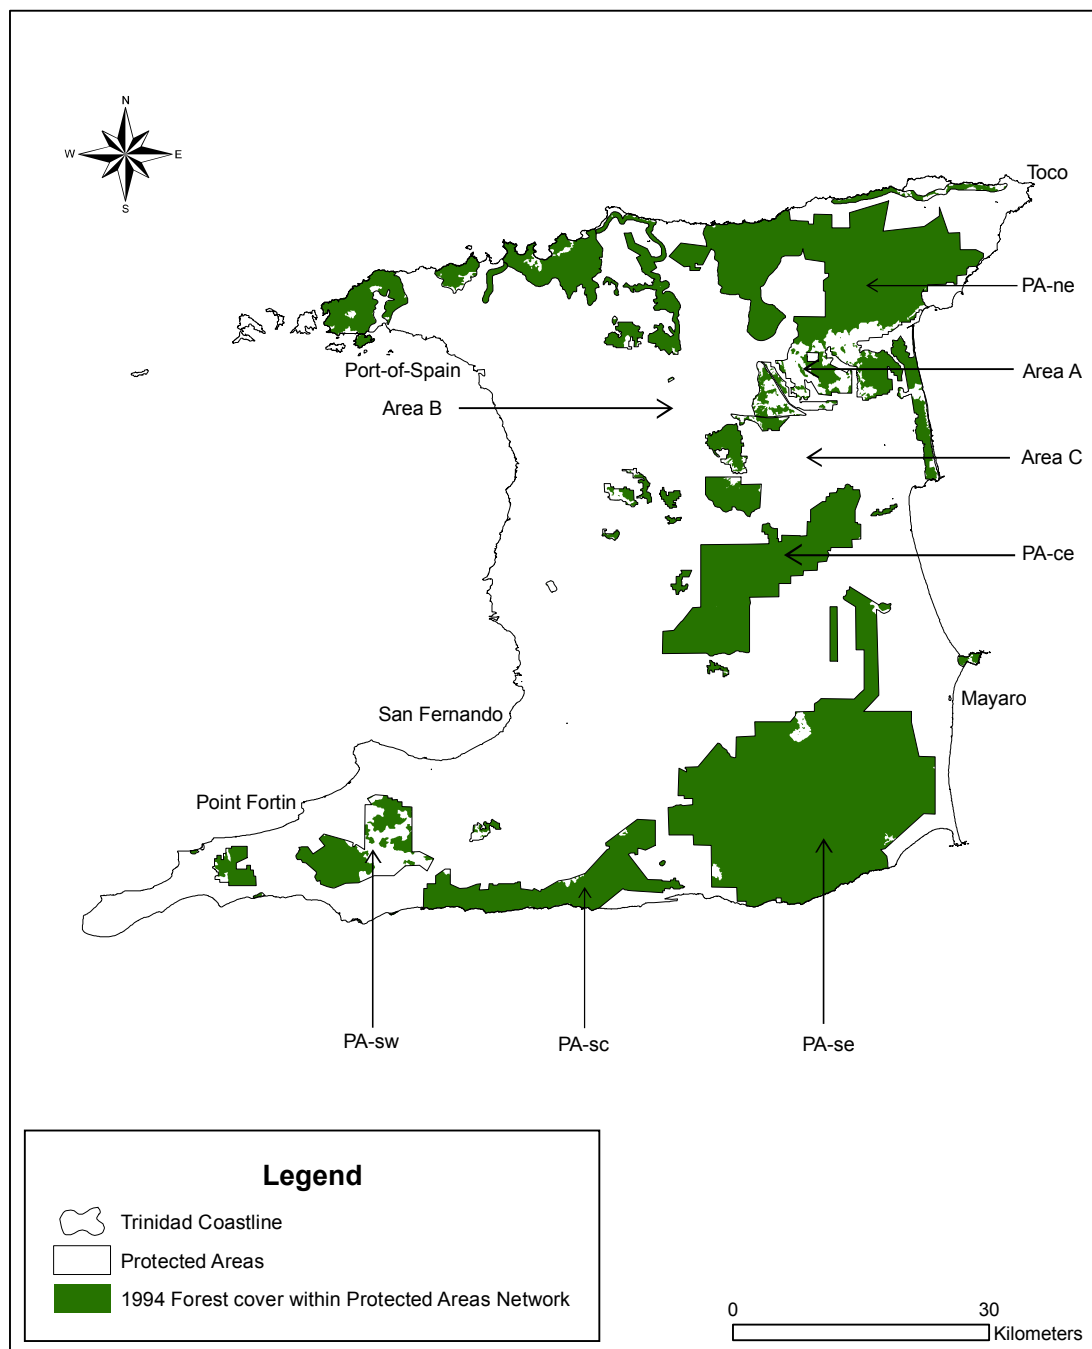 N
W
E
S
Toco
PA-ne
Port-of-Spain
Area A
Area B
Area C
PA-ce
Mayaro
San Fernando
Point Fortin
PA-sw
PA-sc
PA-se
Legend
Trinidad Coastline
Protected Areas
1994 Forest cover within Protected Areas Network
0
30
Kilometers